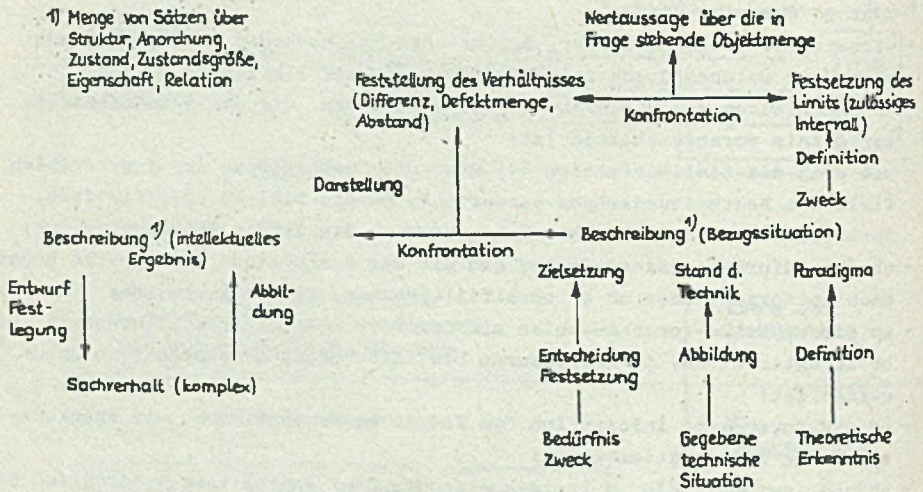 1) Menge von Sätzen über
Struktur, Anordnung,
Zustand, Zustandsgröße,
Eigenschaft, Relation
Wertaussage über die in
Frage stehende Objektmenge
Feststellung des Verhältnisses
(Differenz, Defektmenge,
Abstand)
Konfrontation
Festsetzung des
Limits (zulässiges
Intervall)
Definition
Zweck
Darstellung
Beschreibung 1) (intellektuelles
Ergebnis)
Konfrontation
Beschreibung 1) (Bezugssituation)
Entwurf
Fest-
legung
Abbil-
dung
Sachverhalt (komplex)
Zielsetzung
Stand d.
Technik
Paradigma
Entscheidung
Festsetzung
Abbildung
Definition
Bedürfnis
Zweck
Gegebene
technische
Situation
Theoretische
Erkenntnis